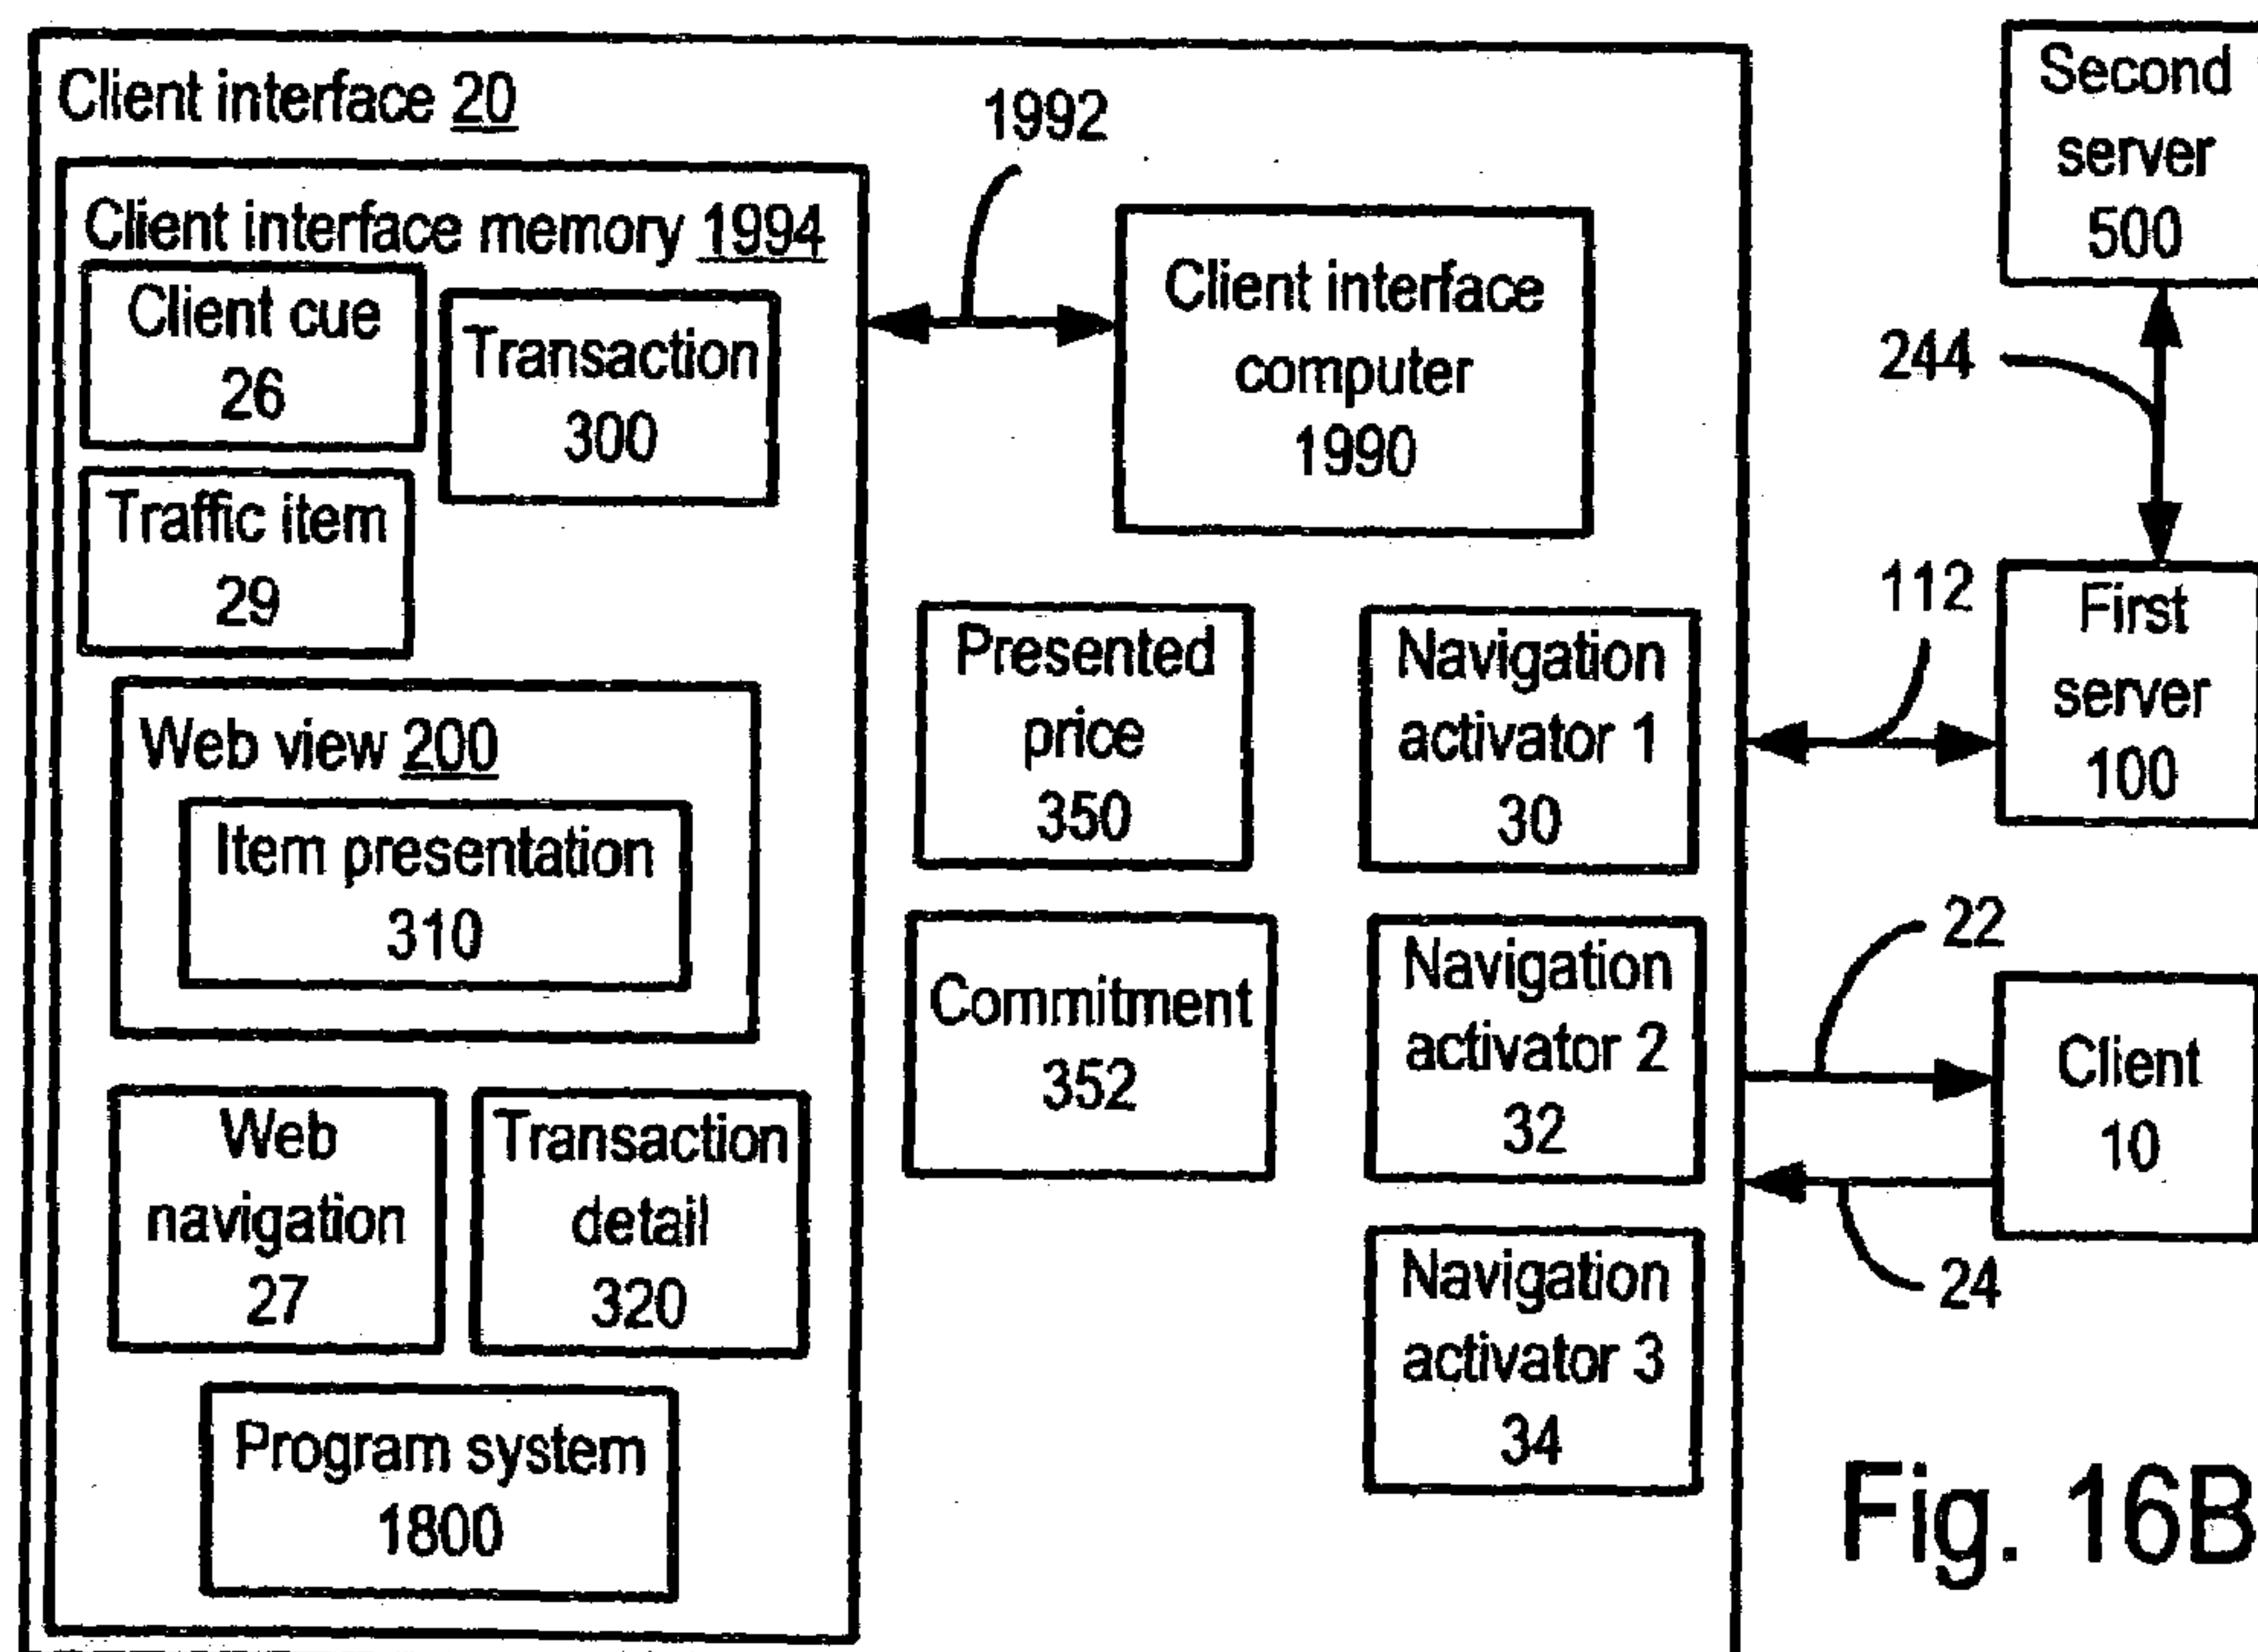 Client interface 20
Client interface memory 1994
Client cue
26
Transaction
300
Traffic item
29
Web view 200
Item presentation
310
Web
navigation
27
Transaction
detail
320
Program system
1800
1992
Client interface
computer
1990
Presented
price
350
Commitment
352
Navigation
activator 1
30
Navigation
activator 2
32
Navigation
activator 3
34
Second
server
500
244
112
First
server
100
22
Client
10
24
Fig. 16B